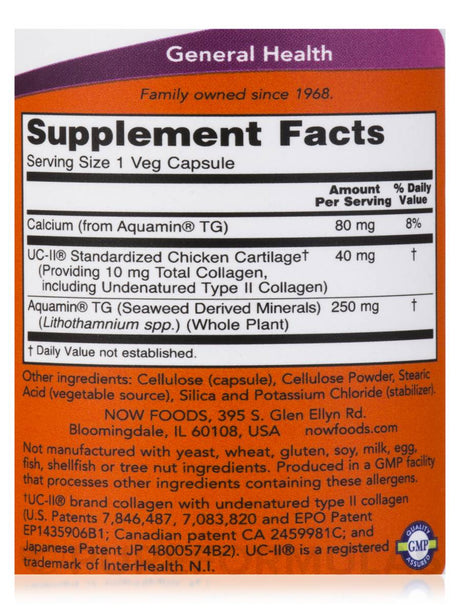 General Health
Family owned since 1968.
Supplement Facts
Serving Size 1 Veg Capsule
Amount Per Serving % Daily Value
Calcium (from Aquamin® TG) 80 mg 8%
UC-II® Standardized Chicken Cartilage† 40 mg †
(Providing 10 mg Total Collagen,
including Undenatured Type II Collagen)
Aquamin® TG (Seaweed Derived Minerals) 250 mg †
(Lithothamnium spp.) (Whole Plant)
† Daily Value not established.
Other ingredients: Cellulose (capsule), Cellulose Powder, Stearic
Acid (vegetable source), Silica and Potassium Chloride (stabilizer).
NOW FOODS, 395 S. Glen Ellyn Rd.
Bloomingdale, IL 60108, USA nowfoods.com
Not manufactured with yeast, wheat, gluten, soy, milk, egg,
fish, shellfish or tree nut ingredients. Produced in a GMP facility
that processes other ingredients containing these allergens.
†UC-II® brand collagen with undenatured type II collagen
(U.S. Patents 7,846,487, 7,083,820 and EPO Patent
EP1435906B1; Canadian patent CA 2459981C; and
Japanese Patent JP 4800574B2). UC-II® is a registered
trademark of InterHealth N.I.
QUALITY
GMP
ASSURED